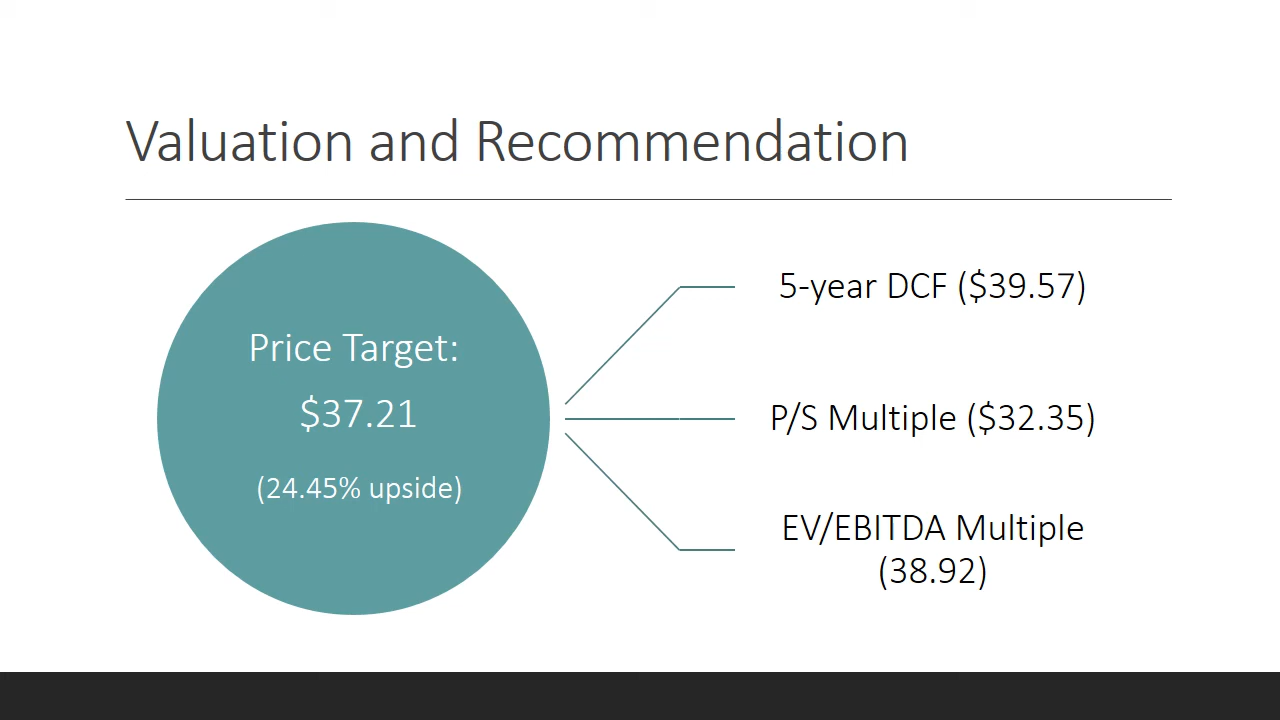 Valuation and Recommendation
Price Target:
$37.21
(24.45% upside)
5-year DCF ($39.57)
P/S Multiple ($32.35)
EV/EBITDA Multiple
(38.92)